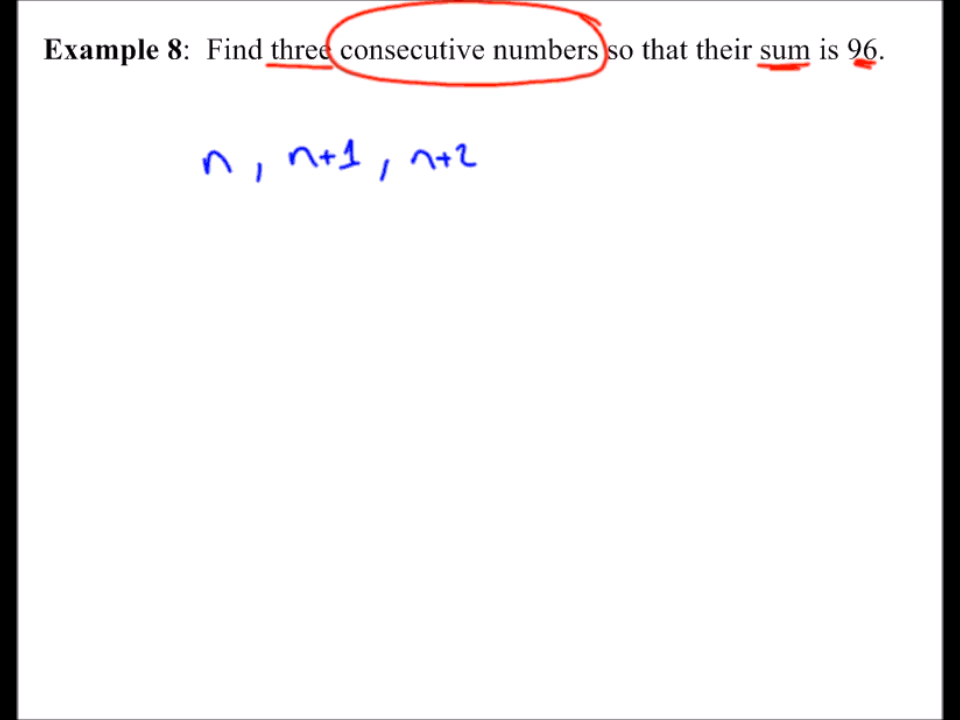 Example 8: Find three consecutive numbers so that their sum is 96.
n, n+1, n+2